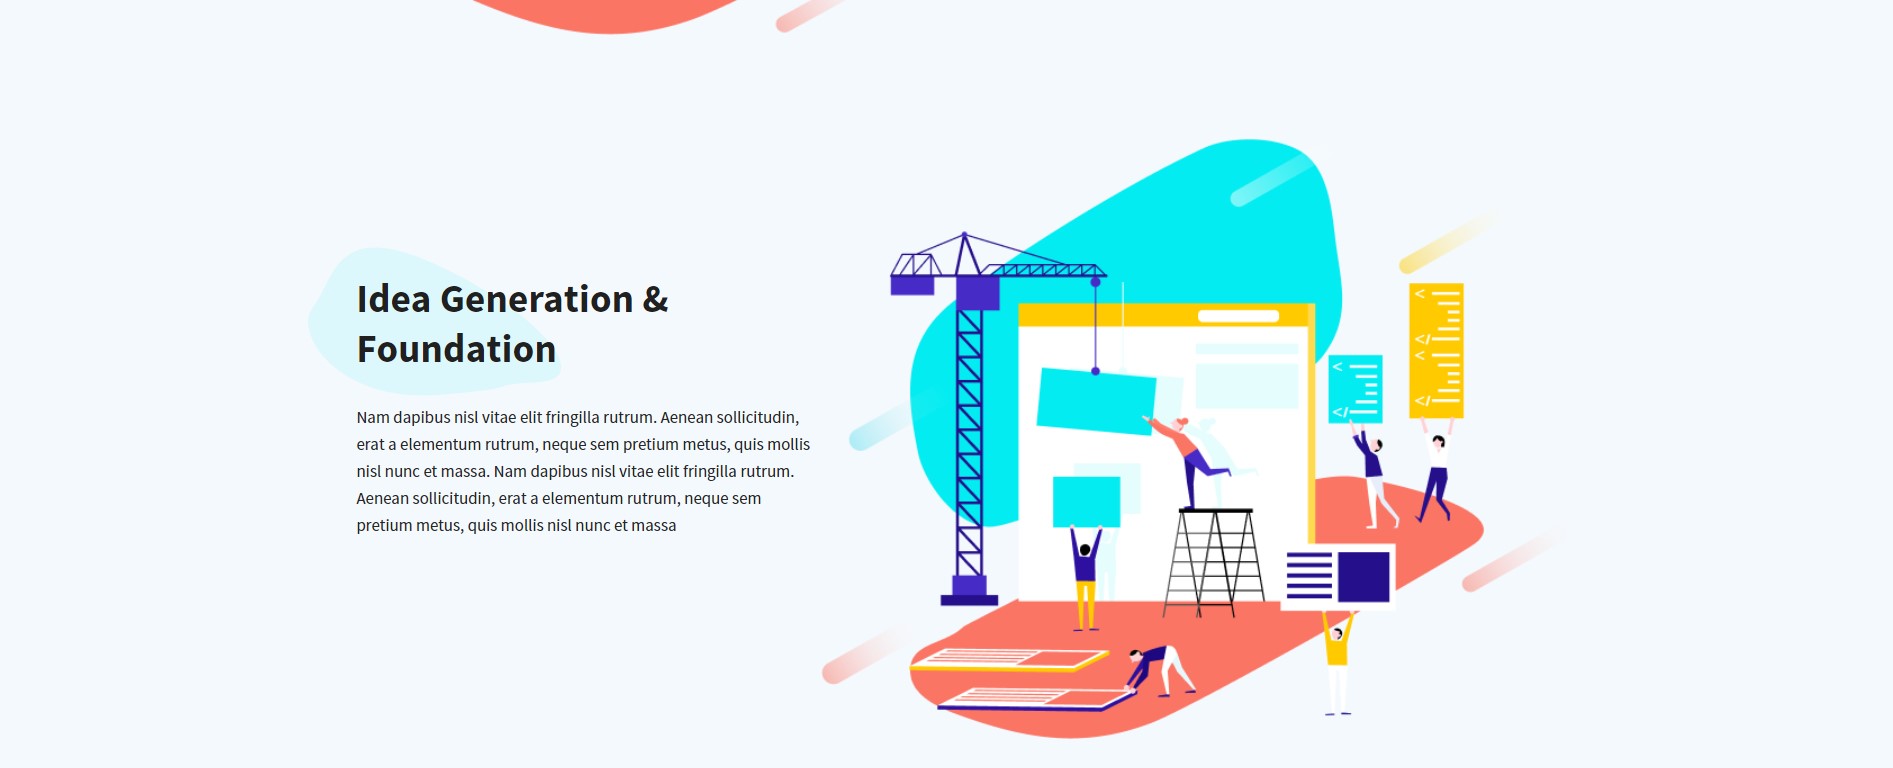 Idea Generation &
Foundation
Nam dapibus nisl vitae elit fringilla rutrum. Aenean sollicitudin,
erat a elementum rutrum, neque sem pretium metus, quis mollis
nisl nunc et massa. Nam dapibus nisl vitae elit fringilla rutrum.
Aenean sollicitudin, erat a elementum rutrum, neque sem
pretium metus, quis mollis nisl nunc et massa
<
</
<
</
<
</